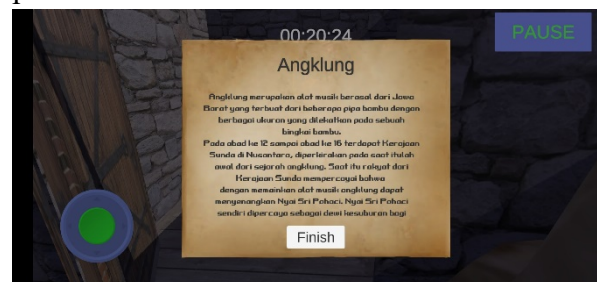 00:20:24
PAUSE
Angklung
Angklung merupakan alat musik berasal dari Jawa
Barat yang terbuat dari beberapa pipa bambu dengan
berbagai ukuran yang dilekatkan pada sebuah
bingkai bambu.
Pada abad ke 12 sampai abad ke 16 terdapat Kerajaan
Sunda di Nusantara, diperkirakan pada saat itulah
awal dari sejarah angklung. Saat itu rakyat dari
Kerajaan Sunda mempercayai bahwa
dengan memainkan alat musik angklung dapat
menyenangkan Nyai Sri Pohaci. Nyai Sri Pohaci
sendiri dipercaya sebagai dewi kesuburan bagi
Finish